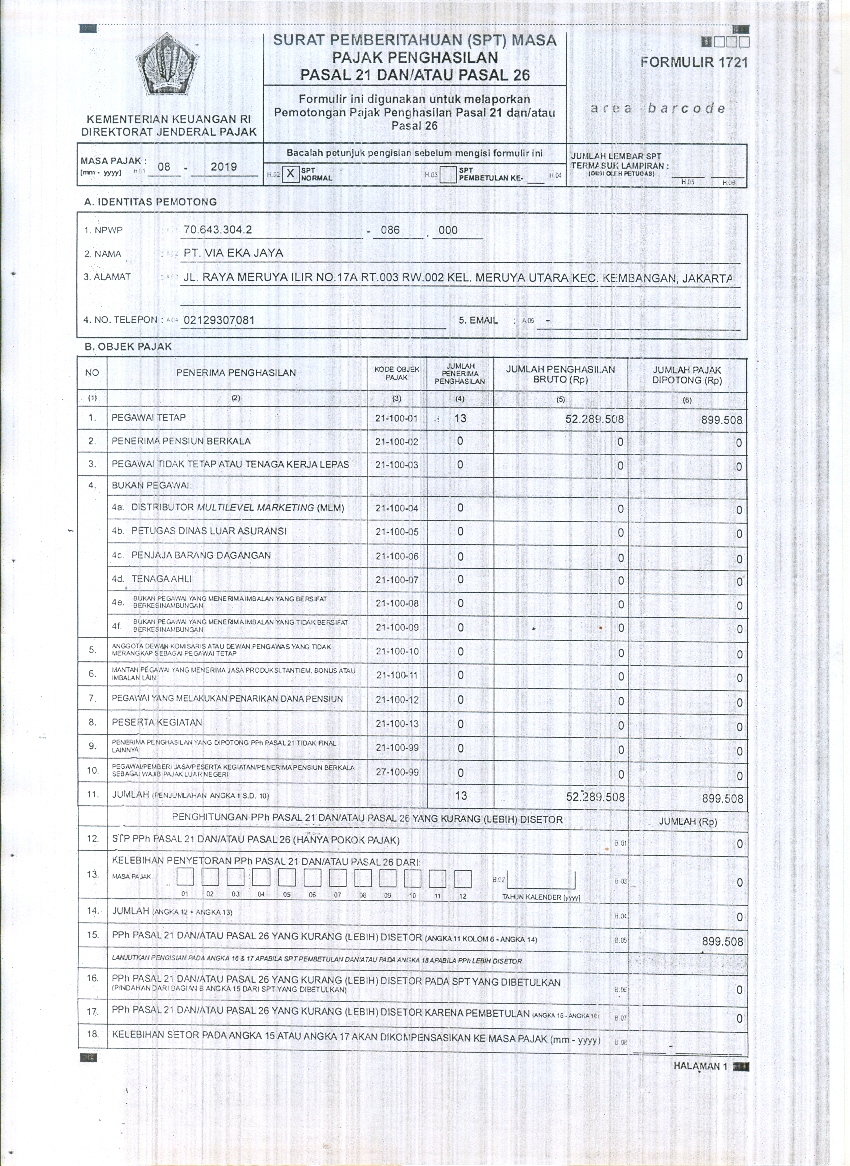 SURAT PEMBERITAHUAN (SPT) MASA
PAJAK PENGHASILAN
PASAL 21 DAN/ATAU PASAL 26
Formulir ini digunakan untuk melaporkan
Pemotongan Pajak Penghasilan Pasal 21 dan/atau
Pasal 26
FORMULIR 1721
area barcode
KEMENTERIAN KEUANGAN RI
DIREKTORAT JENDERAL PAJAK
MASA PAJAK :
[mm - yyyy] H.01 08 - 2019
Bacalah petunjuk pengisian sebelum mengisi formulir ini
H.02 X SPT NORMAL H.03 SPT PEMBETULAN KE- H.04
JUMLAH LEMBAR SPT
TERMASUK LAMPIRAN :
(DIISI OLEH PETUGAS) H.05 H.06
A. IDENTITAS PEMOTONG
1. NPWP : 70.643.304.2 - 086 . 000
2. NAMA : PT. VIA EKA JAYA
3. ALAMAT : JL. RAYA MERUYA ILIR NO.17A RT.003 RW.002 KEL. MERUYA UTARA KEC. KEMBANGAN, JAKARTA
4. NO. TELEPON : A.04 02129307081 5. EMAIL : A.05 -
B. OBJEK PAJAK
NO PENERIMA PENGHASILAN KODE OBJEK PAJAK JUMLAH PENERIMA PENGHASILAN JUMLAH PENGHASILAN BRUTO (Rp) JUMLAH PAJAK DIPOTONG (Rp)
(1) (2) (3) (4) (5) (6)
1. PEGAWAI TETAP 21-100-01 13 52.289.508 899.508
2. PENERIMA PENSIUN BERKALA 21-100-02 0 0 0
3. PEGAWAI TIDAK TETAP ATAU TENAGA KERJA LEPAS 21-100-03 0 0 0
4. BUKAN PEGAWAI
4a. DISTRIBUTOR MULTILEVEL MARKETING (MLM) 21-100-04 0 0 0
4b. PETUGAS DINAS LUAR ASURANSI 21-100-05 0 0 0
4c. PENJAJA BARANG DAGANGAN 21-100-06 0 0 0
4d. TENAGA AHLI 21-100-07 0 0 0
4e. BUKAN PEGAWAI YANG MENERIMA IMBALAN YANG BERSIFAT BERKESINAMBUNGAN 21-100-08 0 0 0
4f. BUKAN PEGAWAI YANG MENERIMA IMBALAN YANG TIDAK BERSIFAT BERKESINAMBUNGAN 21-100-09 0 0 0
5. ANGGOTA DEWAN KOMISARIS ATAU DEWAN PENGAWAS YANG TIDAK MERANGKAP SEBAGAI PEGAWAI TETAP 21-100-10 0 0 0
6. MANTAN PEGAWAI YANG MENERIMA JASA PRODUKSI, TANTIEM, BONUS ATAU IMBALAN LAIN 21-100-11 0 0 0
7. PEGAWAI YANG MELAKUKAN PENARIKAN DANA PENSIUN 21-100-12 0 0 0
8. PESERTA KEGIATAN 21-100-13 0 0 0
9. PENERIMA PENGHASILAN YANG DIPOTONG PPh PASAL 21 TIDAK FINAL LAINNYA 21-100-99 0 0 0
10. PEGAWAI/PEMBERI JASA/PESERTA KEGIATAN/PENERIMA PENSIUN BERKALA SEBAGAI WAJIB PAJAK LUAR NEGERI 27-100-99 0 0 0
11. JUMLAH (PENJUMLAHAN ANGKA 1 S.D. 10) 13 52.289.508 899.508
PENGHITUNGAN PPh PASAL 21 DAN/ATAU PASAL 26 YANG KURANG (LEBIH) DISETOR JUMLAH (Rp)
12. STP PPh PASAL 21 DAN/ATAU PASAL 26 (HANYA POKOK PAJAK) B.01 0
13. KELEBIHAN PENYETORAN PPh PASAL 21 DAN/ATAU PASAL 26 DARI:
MASA PAJAK B.02 B.03 0
01 02 03 04 05 06 07 08 09 10 11 12 TAHUN KALENDER [yyyy]
14. JUMLAH (ANGKA 12 + ANGKA 13) B.04 0
15. PPh PASAL 21 DAN/ATAU PASAL 26 YANG KURANG (LEBIH) DISETOR (ANGKA 11 KOLOM 6 - ANGKA 14) B.05 899.508
LANJUTKAN PENGISIAN PADA ANGKA 16 & 17 APABILA SPT PEMBETULAN DAN/ATAU PADA ANGKA 18 APABILA PPh LEBIH DISETOR
16. PPh PASAL 21 DAN/ATAU PASAL 26 YANG KURANG (LEBIH) DISETOR PADA SPT YANG DIBETULKAN
(PINDAHAN DARI BAGIAN B ANGKA 15 DARI SPT YANG DIBETULKAN) B.06 0
17. PPh PASAL 21 DAN/ATAU PASAL 26 YANG KURANG (LEBIH) DISETOR KARENA PEMBETULAN (ANGKA 15 - ANGKA 16) B.07 0
18. KELEBIHAN SETOR PADA ANGKA 15 ATAU ANGKA 17 AKAN DIKOMPENSASIKAN KE MASA PAJAK (mm - yyyy) B.08 -
HALAMAN 1